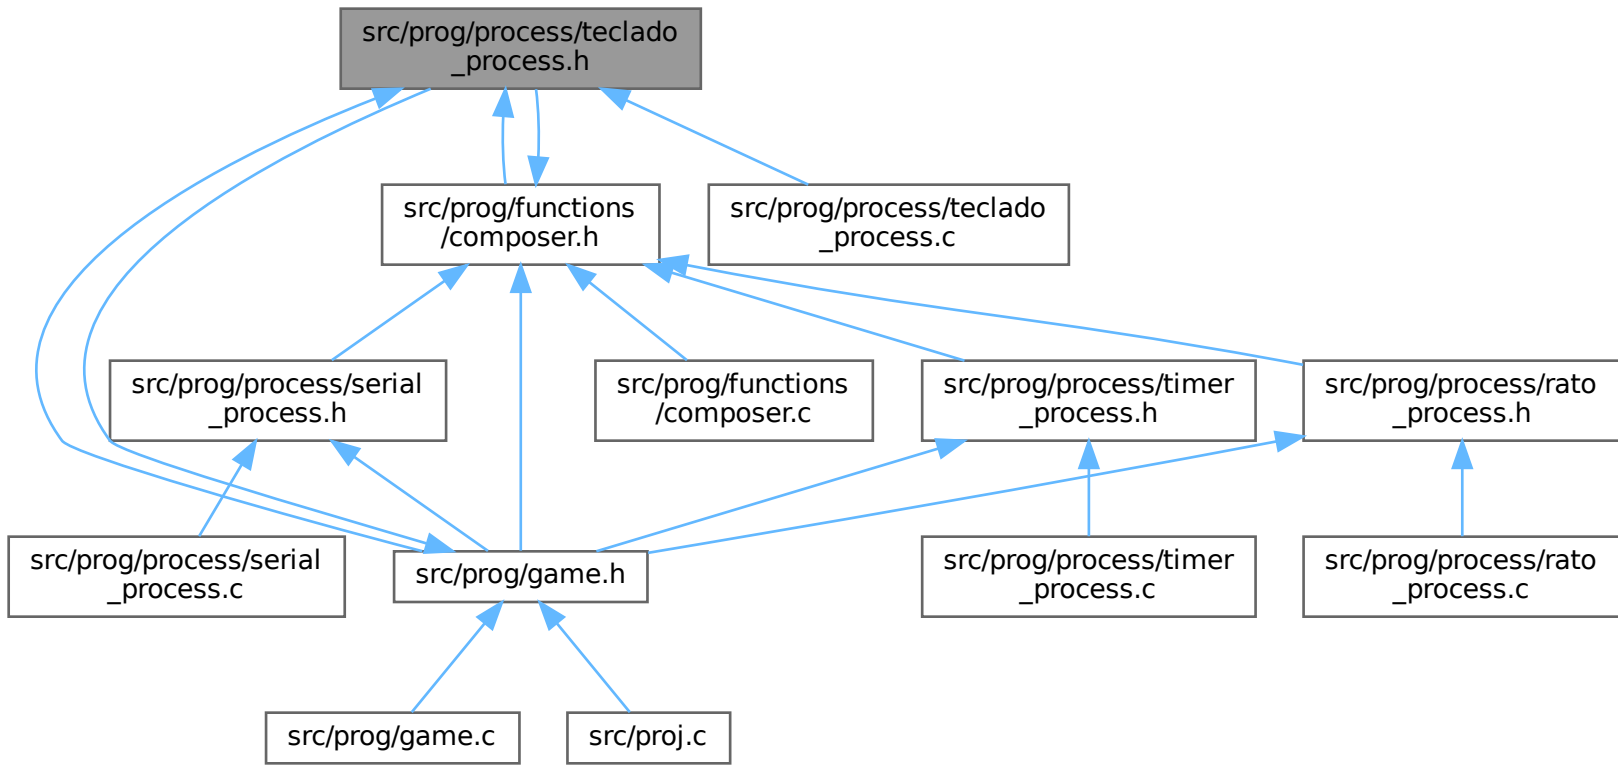 src/prog/process/teclado
_process.h
src/prog/functions
/composer.h
src/prog/process/teclado
_process.c
src/prog/process/serial
_process.h
src/prog/functions
/composer.c
src/prog/process/timer
_process.h
src/prog/process/rato
_process.h
src/prog/process/serial
_process.c
src/prog/game.h
src/prog/process/timer
_process.c
src/prog/process/rato
_process.c
src/prog/game.c
src/proj.c